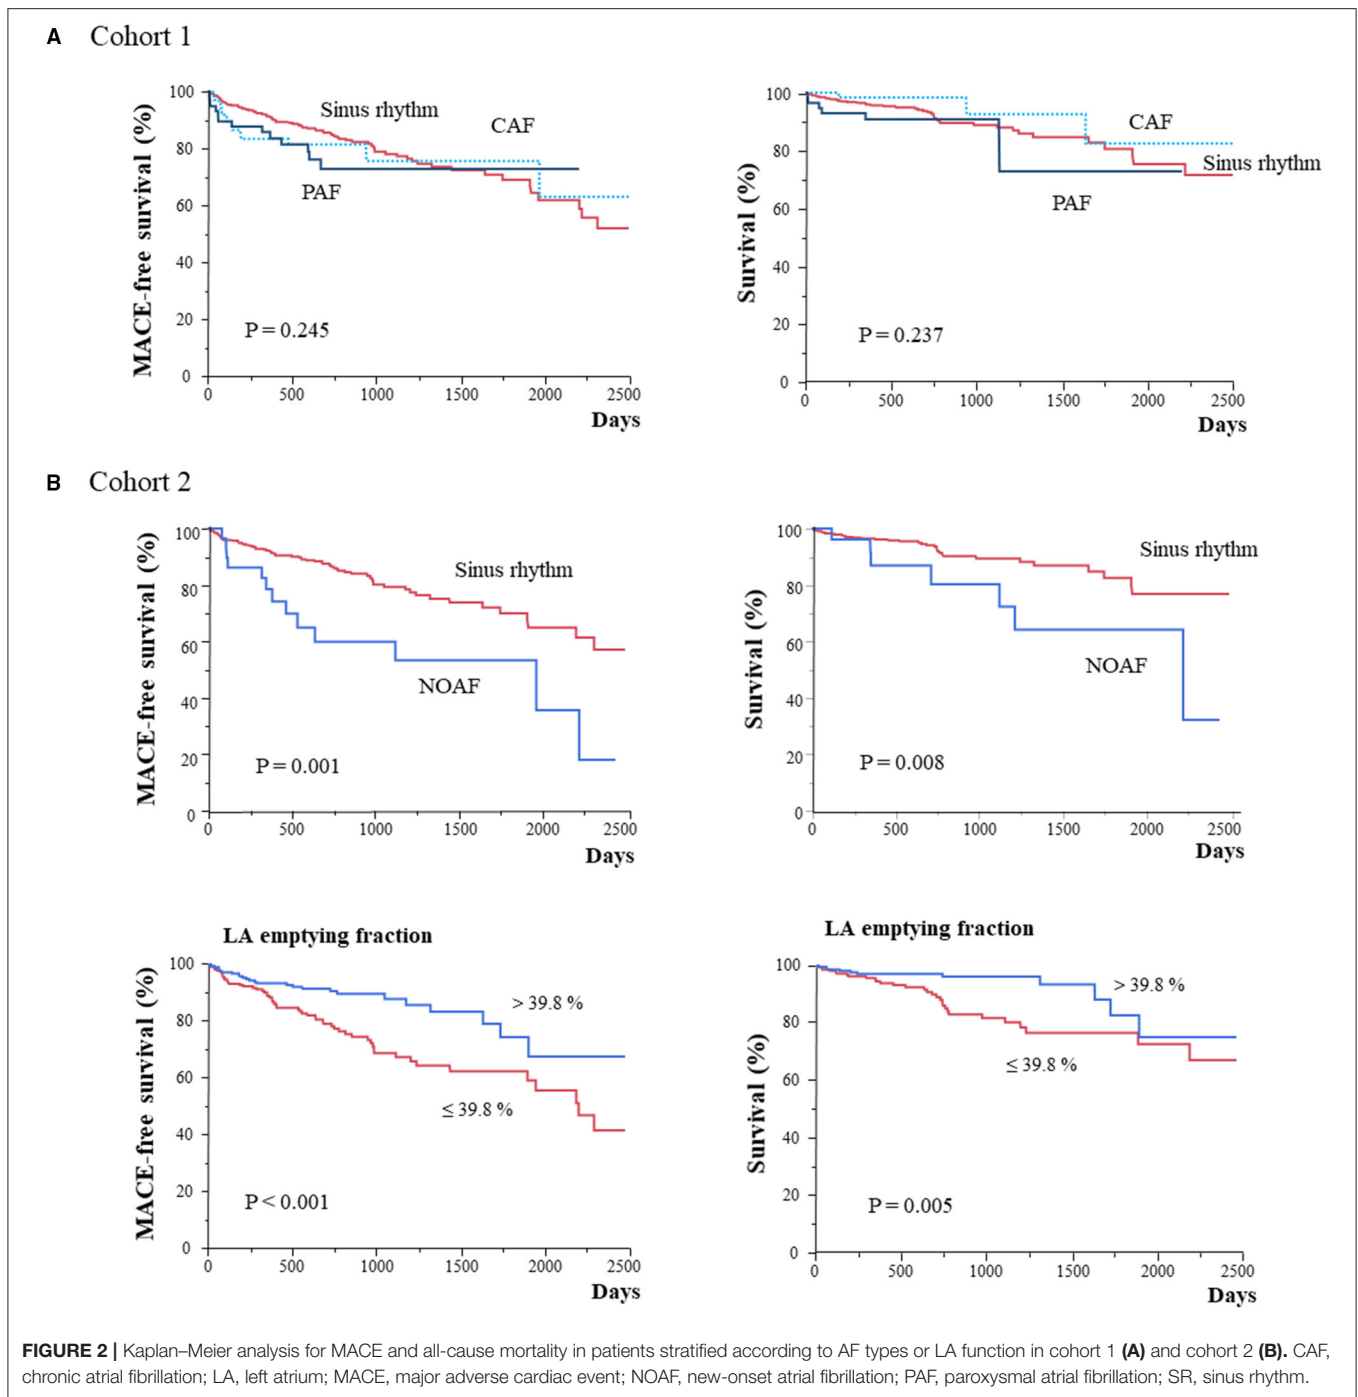 A Cohort 1
MACE-free survival (%)
100
80
60
40
20
0
Sinus rhythm
CAF
PAF
P = 0.245
0 500 1000 1500 2000 2500
Days
Survival (%)
100
80
60
40
20
0
CAF
Sinus rhythm
PAF
P = 0.237
0 500 1000 1500 2000 2500
Days
B Cohort 2
MACE-free survival (%)
100
80
60
40
20
0
Sinus rhythm
NOAF
P = 0.001
0 500 1000 1500 2000 2500
Days
Survival (%)
100
80
60
40
20
0
Sinus rhythm
NOAF
P = 0.008
0 500 1000 1500 2000 2500
Days
LA emptying fraction
MACE-free survival (%)
100
80
60
40
20
0
> 39.8 %
≤ 39.8 %
P < 0.001
0 500 1000 1500 2000 2500
Days
LA emptying fraction
Survival (%)
100
80
60
40
20
0
> 39.8 %
≤ 39.8 %
P = 0.005
0 500 1000 1500 2000 2500
Days
FIGURE 2 | Kaplan–Meier analysis for MACE and all-cause mortality in patients stratified according to AF types or LA function in cohort 1 (A) and cohort 2 (B). CAF,
chronic atrial fibrillation; LA, left atrium; MACE, major adverse cardiac event; NOAF, new-onset atrial fibrillation; PAF, paroxysmal atrial fibrillation; SR, sinus rhythm.